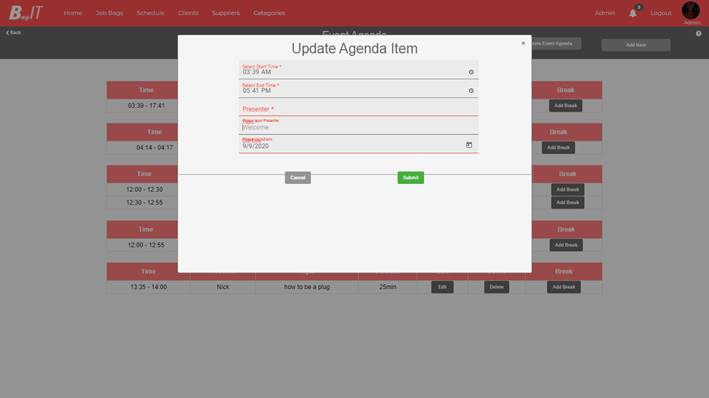 B IT
Home Job Bags Schedule Clients Suppliers Categories Admin 3 Logout
Admin
Back Event Agenda ?
Update Agenda Item ×
Event Agenda Add Item
Select Start Time *
03:39 AM
Select End Time *
05:41 PM
Presenter *
Welcome
9/9/2020
Cancel Submit
Time Break
03:39 - 17:41 Add Break
Time Break
04:14 - 04:17 Add Break
Time Break
12:00 - 12:30 Add Break
12:30 - 12:55 Add Break
Time Break
12:00 - 12:55 Add Break
Time Break
13:35 - 14:00 Nick how to be a plug 25min Edit Delete Add Break